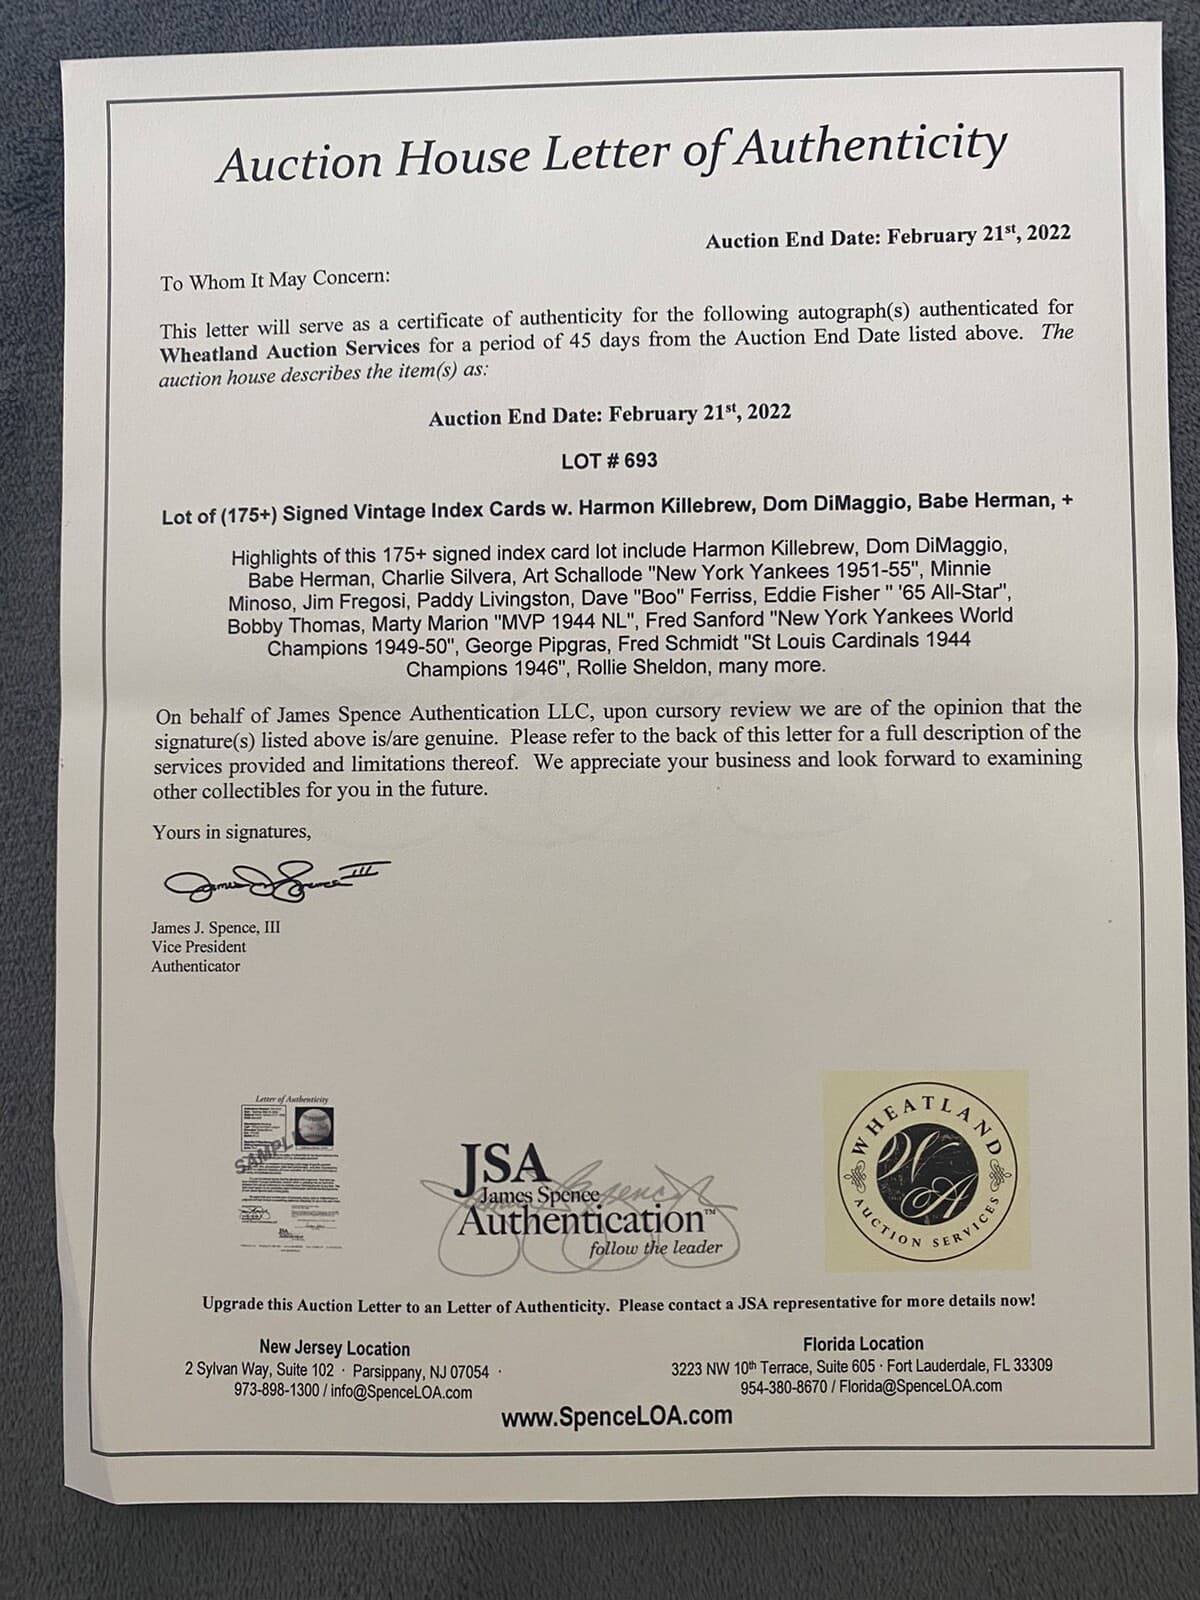 Auction House Letter of Authenticity
Auction End Date: February 21st, 2022
To Whom It May Concern:
This letter will serve as a certificate of authenticity for the following autograph(s) authenticated for
Wheatland Auction Services for a period of 45 days from the Auction End Date listed above. The
auction house describes the item(s) as:
Auction End Date: February 21st, 2022
LOT # 693
Lot of (175+) Signed Vintage Index Cards w. Harmon Killebrew, Dom DiMaggio, Babe Herman, +
Highlights of this 175+ signed index card lot include Harmon Killebrew, Dom DiMaggio,
Babe Herman, Charlie Silvera, Art Schallode "New York Yankees 1951-55", Minnie
Minoso, Jim Fregosi, Paddy Livingston, Dave "Boo" Ferriss, Eddie Fisher " '65 All-Star",
Bobby Thomas, Marty Marion "MVP 1944 NL", Fred Sanford "New York Yankees World
Champions 1949-50", George Pipgras, Fred Schmidt "St Louis Cardinals 1944
Champions 1946", Rollie Sheldon, many more.
On behalf of James Spence Authentication LLC, upon cursory review we are of the opinion that the
signature(s) listed above is/are genuine. Please refer to the back of this letter for a full description of the
services provided and limitations thereof. We appreciate your business and look forward to examining
other collectibles for you in the future.
Yours in signatures,
James J. Spence III
James J. Spence, III
Vice President
Authenticator
Letter of Authenticity
SAMPLE
JSA
James Spence
Authentication™
follow the leader
WHEATLAND
WA
AUCTION SERVICES
Upgrade this Auction Letter to an Letter of Authenticity. Please contact a JSA representative for more details now!
New Jersey Location
2 Sylvan Way, Suite 102 · Parsippany, NJ 07054 ·
973-898-1300 / info@SpenceLOA.com
Florida Location
3223 NW 10th Terrace, Suite 605 · Fort Lauderdale, FL 33309
954-380-8670 / Florida@SpenceLOA.com
www.SpenceLOA.com